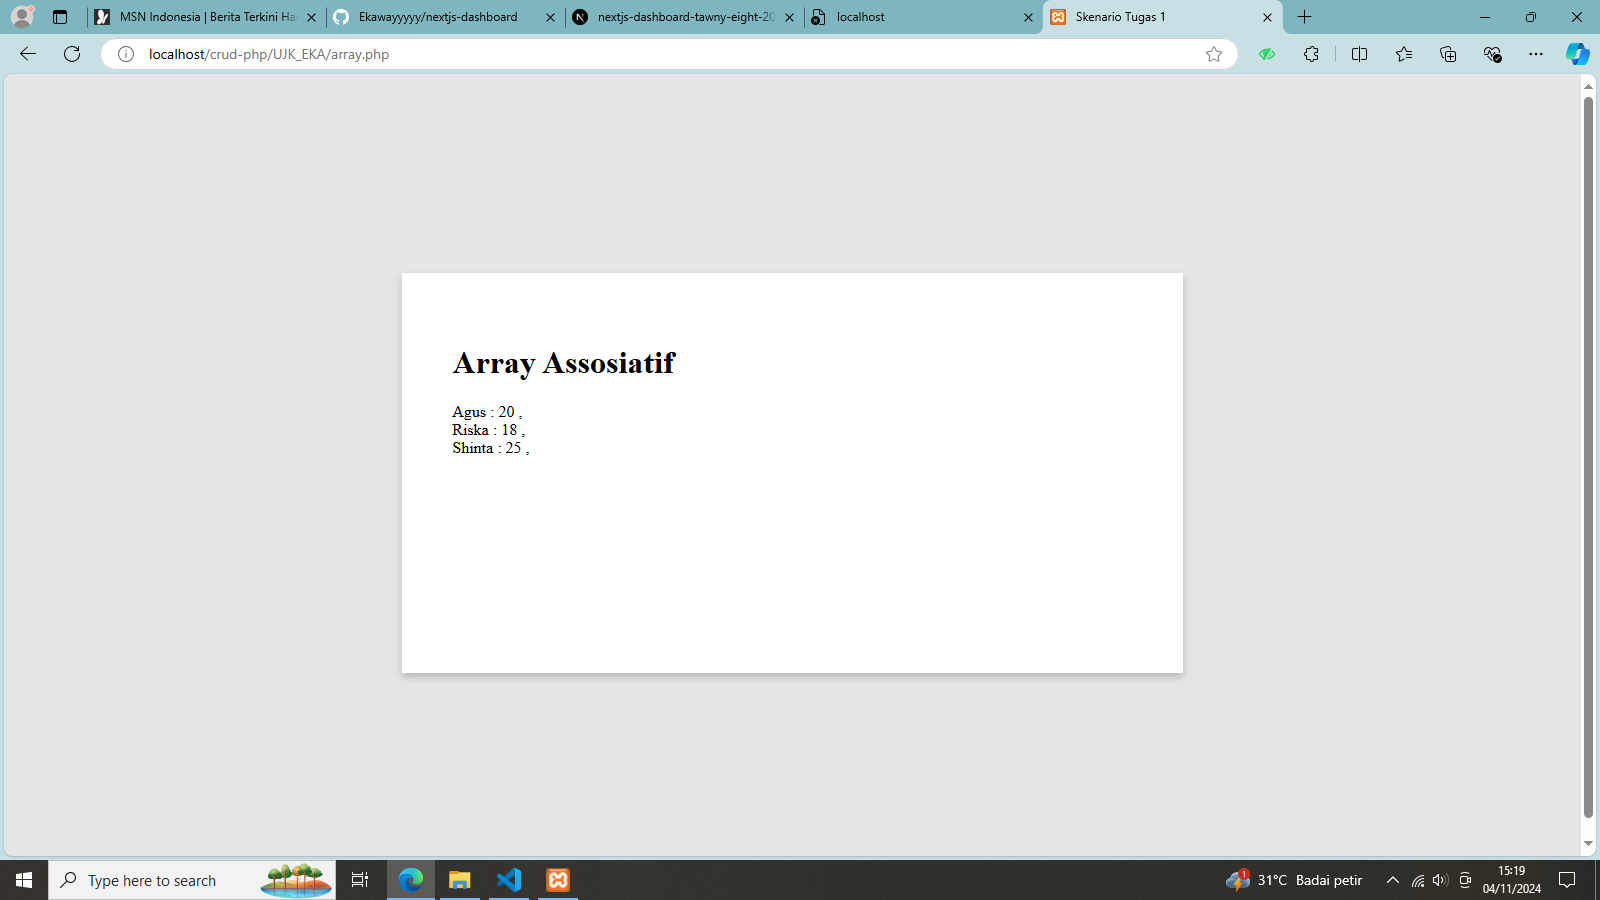 MSN Indonesia | Berita Terkini Ha
Ekawayyyyy/nextjs-dashboard
nextjs-dashboard-tawny-eight-20
localhost
Skenario Tugas 1
localhost/crud-php/UJK_EKA/array.php
Array Assosiatif
Agus : 20 ,
Riska : 18 ,
Shinta : 25 ,
Type here to search
1
31°C Badai petir
15:19
04/11/2024